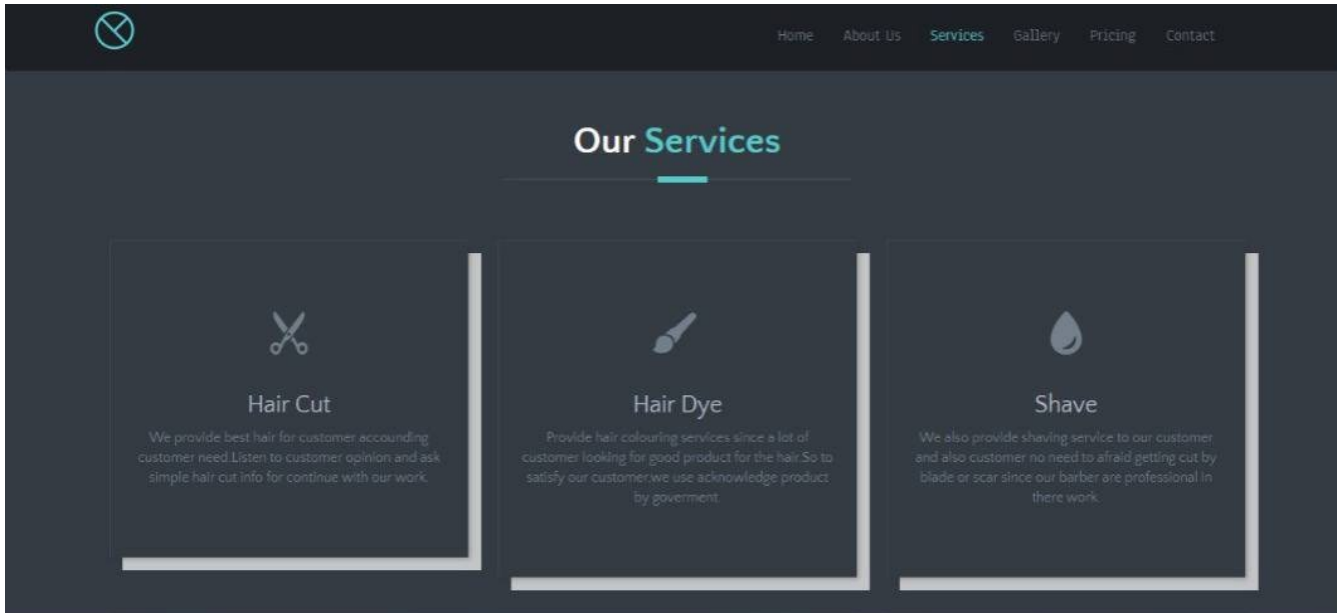 Home About Us Services Gallery Pricing Contact
Our Services
Hair Cut
We provide best hair for customer accounding
customer need.Listen to customer opinion and ask
simple hair cut info for continue with our work.
Hair Dye
Provide hair colouring services since a lot of
customer looking for good product for the hair.So to
satisfy our customer,we use acknowledge product
by goverment
Shave
We also provide shaving service to our customer
and also customer no need to afraid getting cut by
blade or scar since our barber are professional in
there work